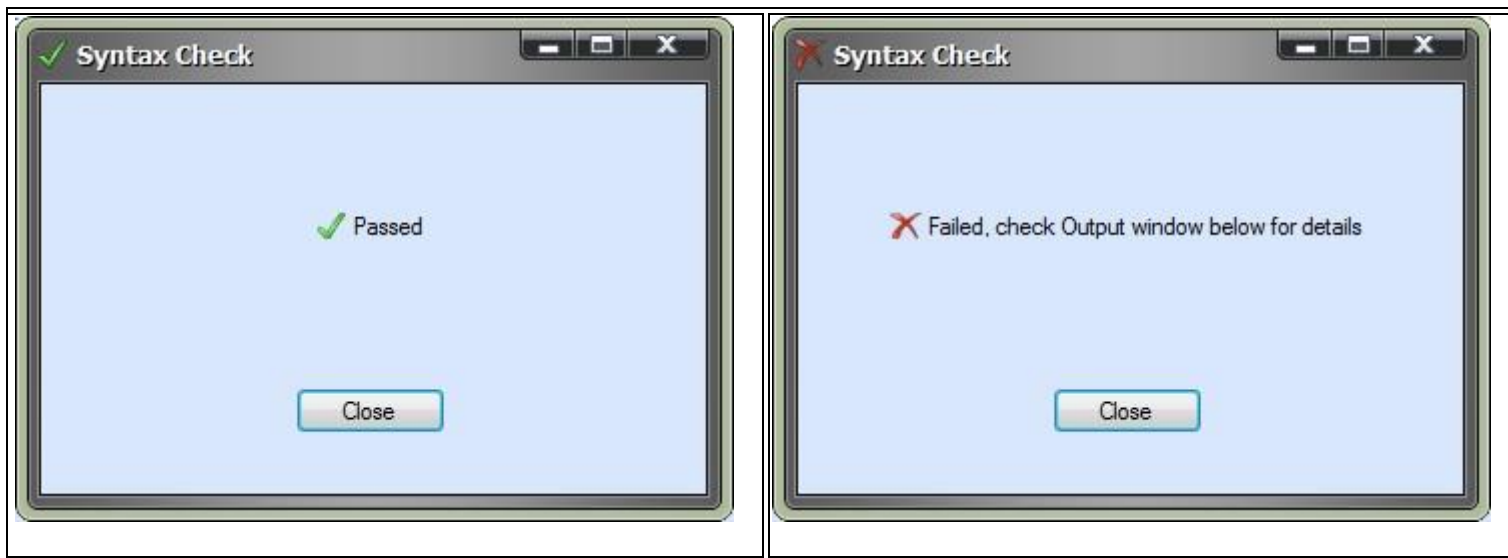 Syntax Check
Passed
Close
Syntax Check
Failed, check Output window below for details
Close